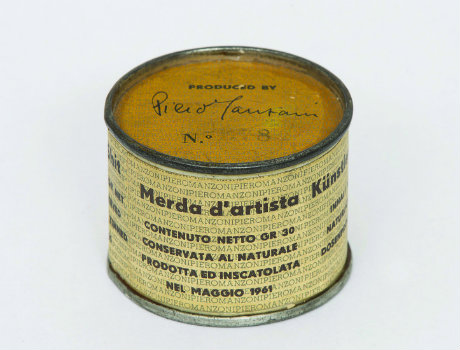 PRODUCED BY
Piero Manzoni
N.º
Merda d'artista
CONTENUTO NETTO GR 30
CONSERVATA AL NATURALE
PRODOTTA ED INSCATOLATA
NEL MAGGIO 1961